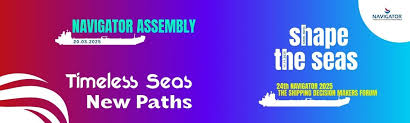 NAVIGATOR ASSEMBLY
20.03.2025
Timeless Seas
New Paths
shape
the seas
24th NAVIGATOR 2025
THE SHIPPING DECISION MAKERS FORUM
NAVIGATOR